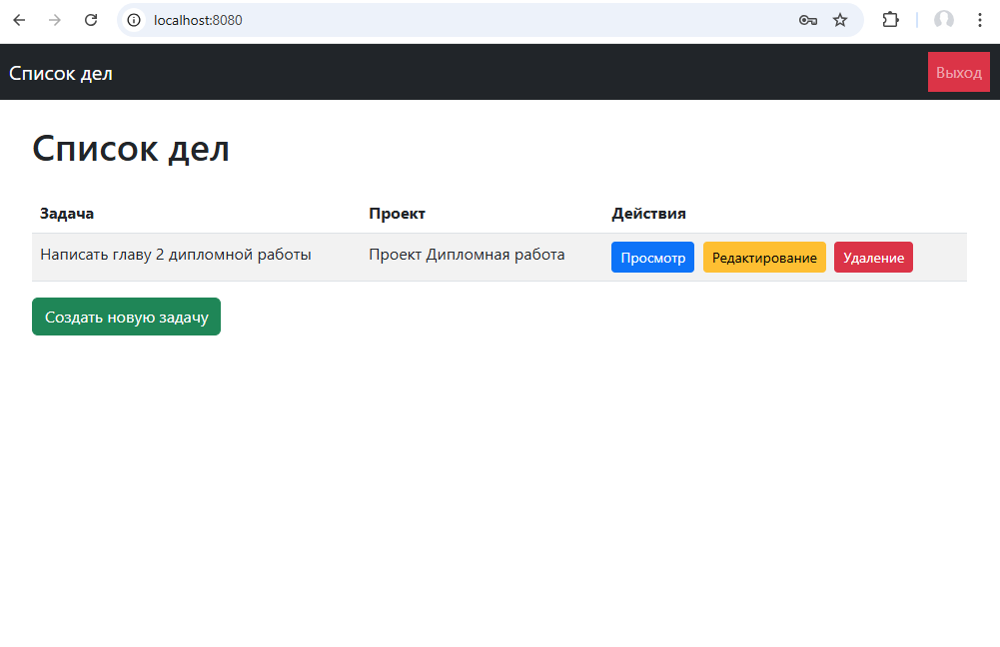 localhost:8080
Список дел
Выход
Список дел
Задача Проект Действия
Написать главу 2 дипломной работы Проект Дипломная работа Просмотр Редактирование Удаление
Создать новую задачу